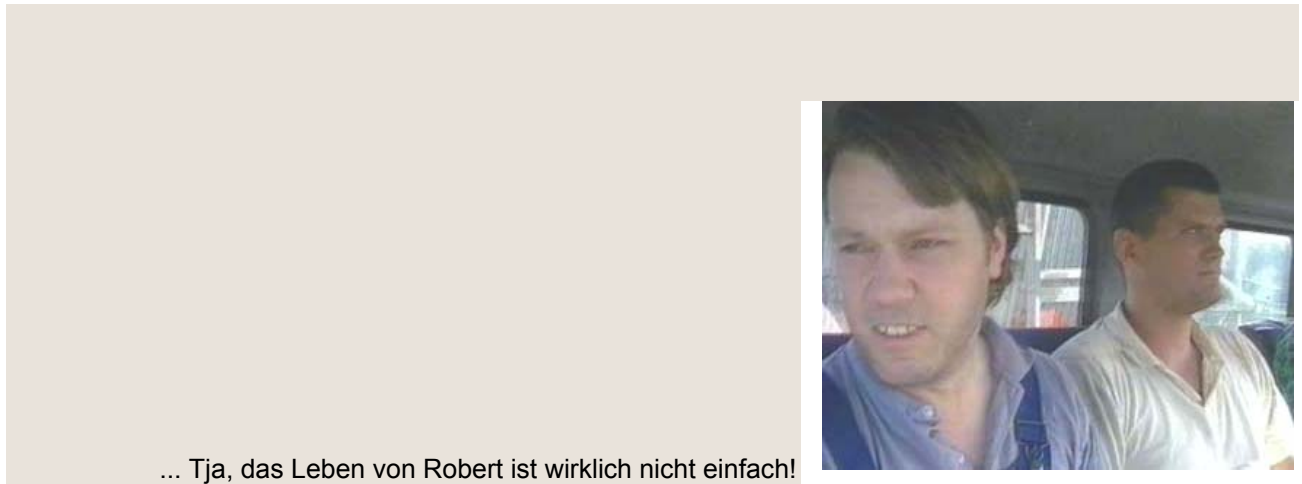 ... Tja, das Leben von Robert ist wirklich nicht einfach!